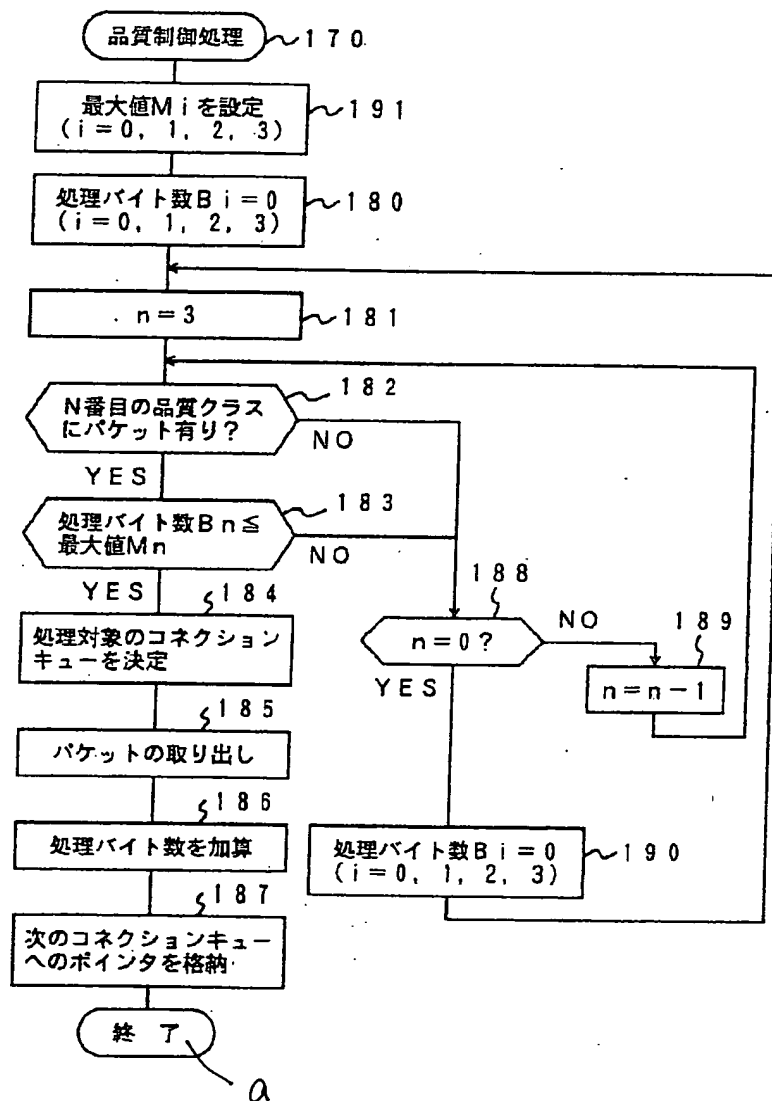 品質制御処理
170
最大値Miを設定
(i=0, 1, 2, 3)
191
処理バイト数Bi=0
(i=0, 1, 2, 3)
180
n=3
181
182
N番目の品質クラス
にパケット有り?
NO
YES
183
処理バイト数Bn≦
最大値Mn
NO
YES
184
処理対象のコネクション
キューを決定
185
パケットの取り出し
186
処理バイト数を加算
187
次のコネクションキュー
へのポインタを格納
終 了
a
188
n=0?
NO
YES
189
n=n-1
処理バイト数Bi=0
(i=0, 1, 2, 3)
190